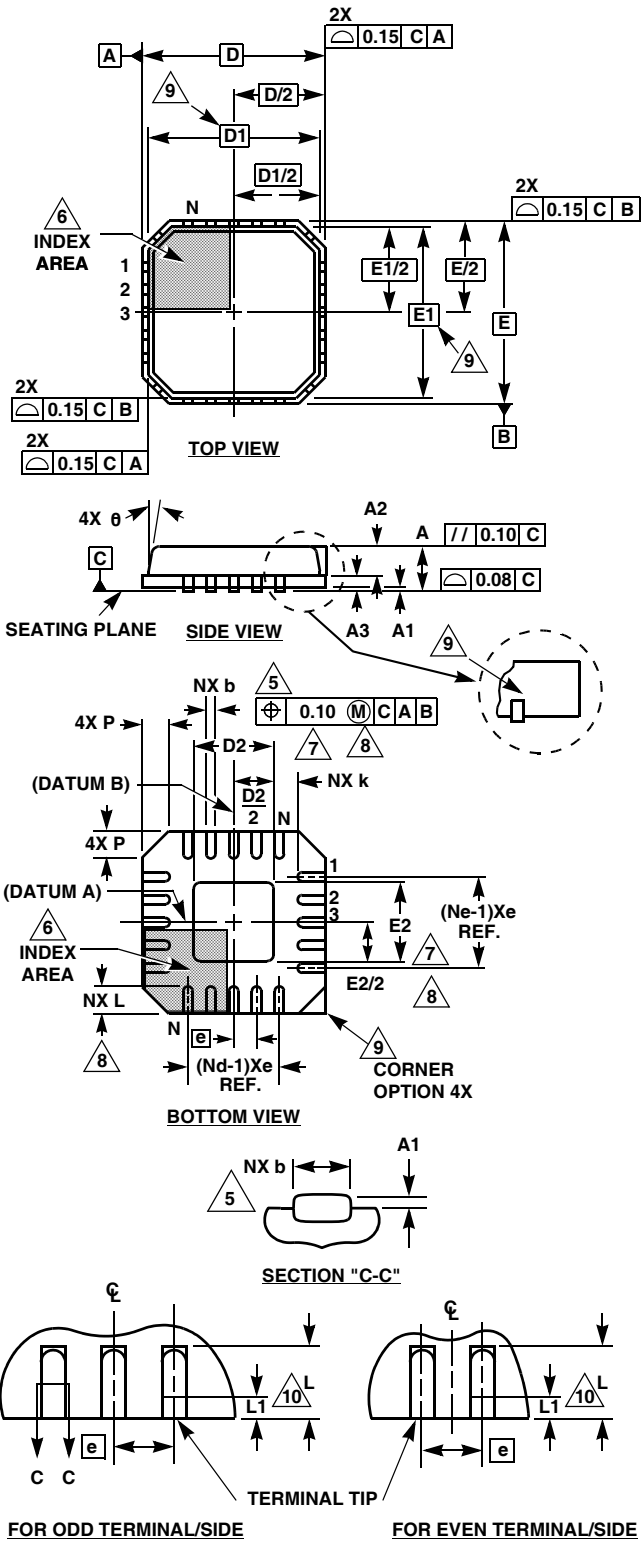 2X
⌓ 0.15 C A
A
D
9
D/2
D1
D1/2
2X
⌓ 0.15 C B
6
INDEX
AREA
N
1
2
3
E1/2
E/2
E1
E
9
2X
⌓ 0.15 C B
2X
⌓ 0.15 C A
B
TOP VIEW
4X θ
A2
A
// 0.10 C
C
⌓ 0.08 C
SEATING PLANE
SIDE VIEW
A3
A1
9
NX b
5
⌖ 0.10 Ⓜ C A B
4X P
D2
7
8
(DATUM B)
D2
2
N
NX k
4X P
1
(DATUM A)
2
3
E2
(Ne-1)Xe
REF.
6
INDEX
AREA
7
E2/2
8
NX L
N
e
8
(Nd-1)Xe
REF.
9
CORNER
OPTION 4X
BOTTOM VIEW
NX b
A1
5
SECTION "C-C"
℄
℄
L
10
L1
L
10
L1
e
e
C C
TERMINAL TIP
FOR ODD TERMINAL/SIDE
FOR EVEN TERMINAL/SIDE